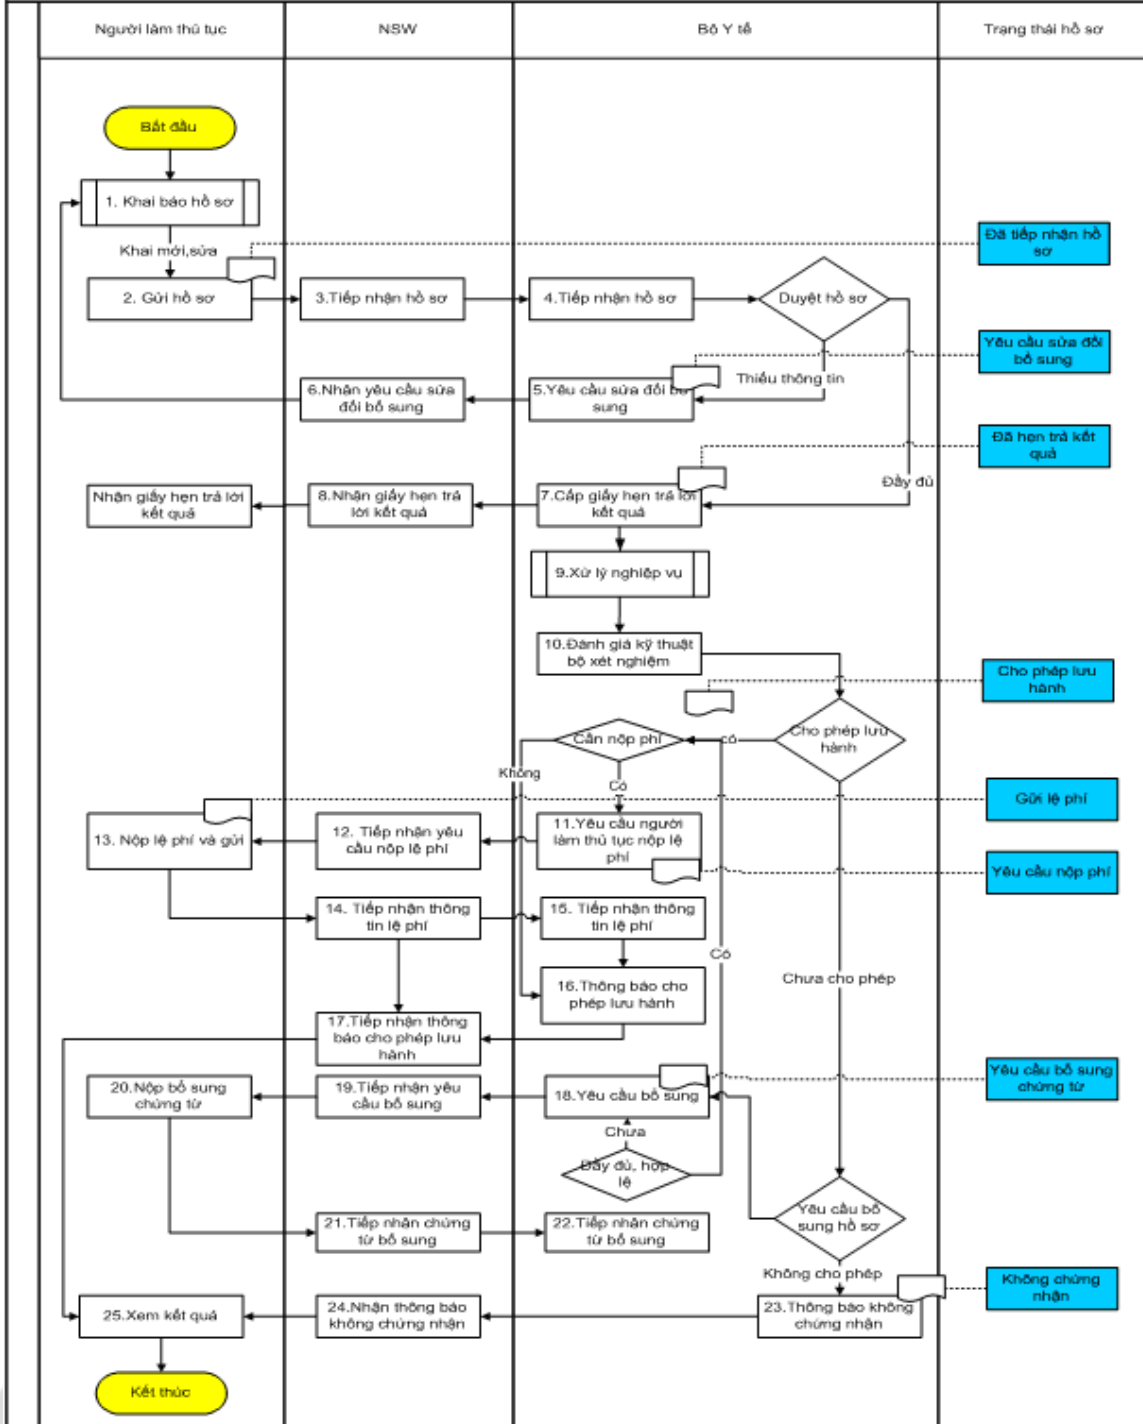 Người làm thủ tục
NSW
Bộ Y tế
Trạng thái hồ sơ
Bắt đầu
1. Khai báo hồ sơ
Khai mới,sửa
Đã tiếp nhận hồ
sơ
2. Gửi hồ sơ
3.Tiếp nhận hồ sơ
4.Tiếp nhận hồ sơ
Duyệt hồ sơ
Yêu cầu sửa đổi
bổ sung
Thiếu thông tin
6.Nhận yêu cầu sửa
đổi bổ sung
5.Yêu cầu sửa đổi bổ
sung
Đã hẹn trả kết
quả
Đầy đủ
Nhận giấy hẹn trả lời
kết quả
8.Nhận giấy hẹn trả
lời kết quả
7.Cấp giấy hẹn trả lời
kết quả
9.Xử lý nghiệp vụ
10.Đánh giá kỹ thuật
bộ xét nghiệm
Cho phép lưu
hành
Cho phép lưu
hành
có
Cần nộp phí
Không
Có
Gửi lệ phí
13. Nộp lệ phí và gửi
12. Tiếp nhận yêu
cầu nộp lệ phí
11.Yêu cầu người
làm thủ tục nộp lệ
phí
Yêu cầu nộp phí
14. Tiếp nhận thông
tin lệ phí
15. Tiếp nhận thông
tin lệ phí
Có
Chưa cho phép
16.Thông báo cho
phép lưu hành
17.Tiếp nhận thông
báo cho phép lưu
hành
20.Nộp bổ sung
chứng từ
19.Tiếp nhận yêu
cầu bổ sung
18.Yêu cầu bổ sung
Yêu cầu bổ sung
chứng từ
Chưa
Đầy đủ, hợp
lệ
Yêu cầu bổ
sung hồ sơ
21.Tiếp nhận chứng
từ bổ sung
22.Tiếp nhận chứng
từ bổ sung
Không cho phép
Không chứng
nhận
25.Xem kết quả
24.Nhận thông báo
không chứng nhận
23.Thông báo không
chứng nhận
Kết thúc